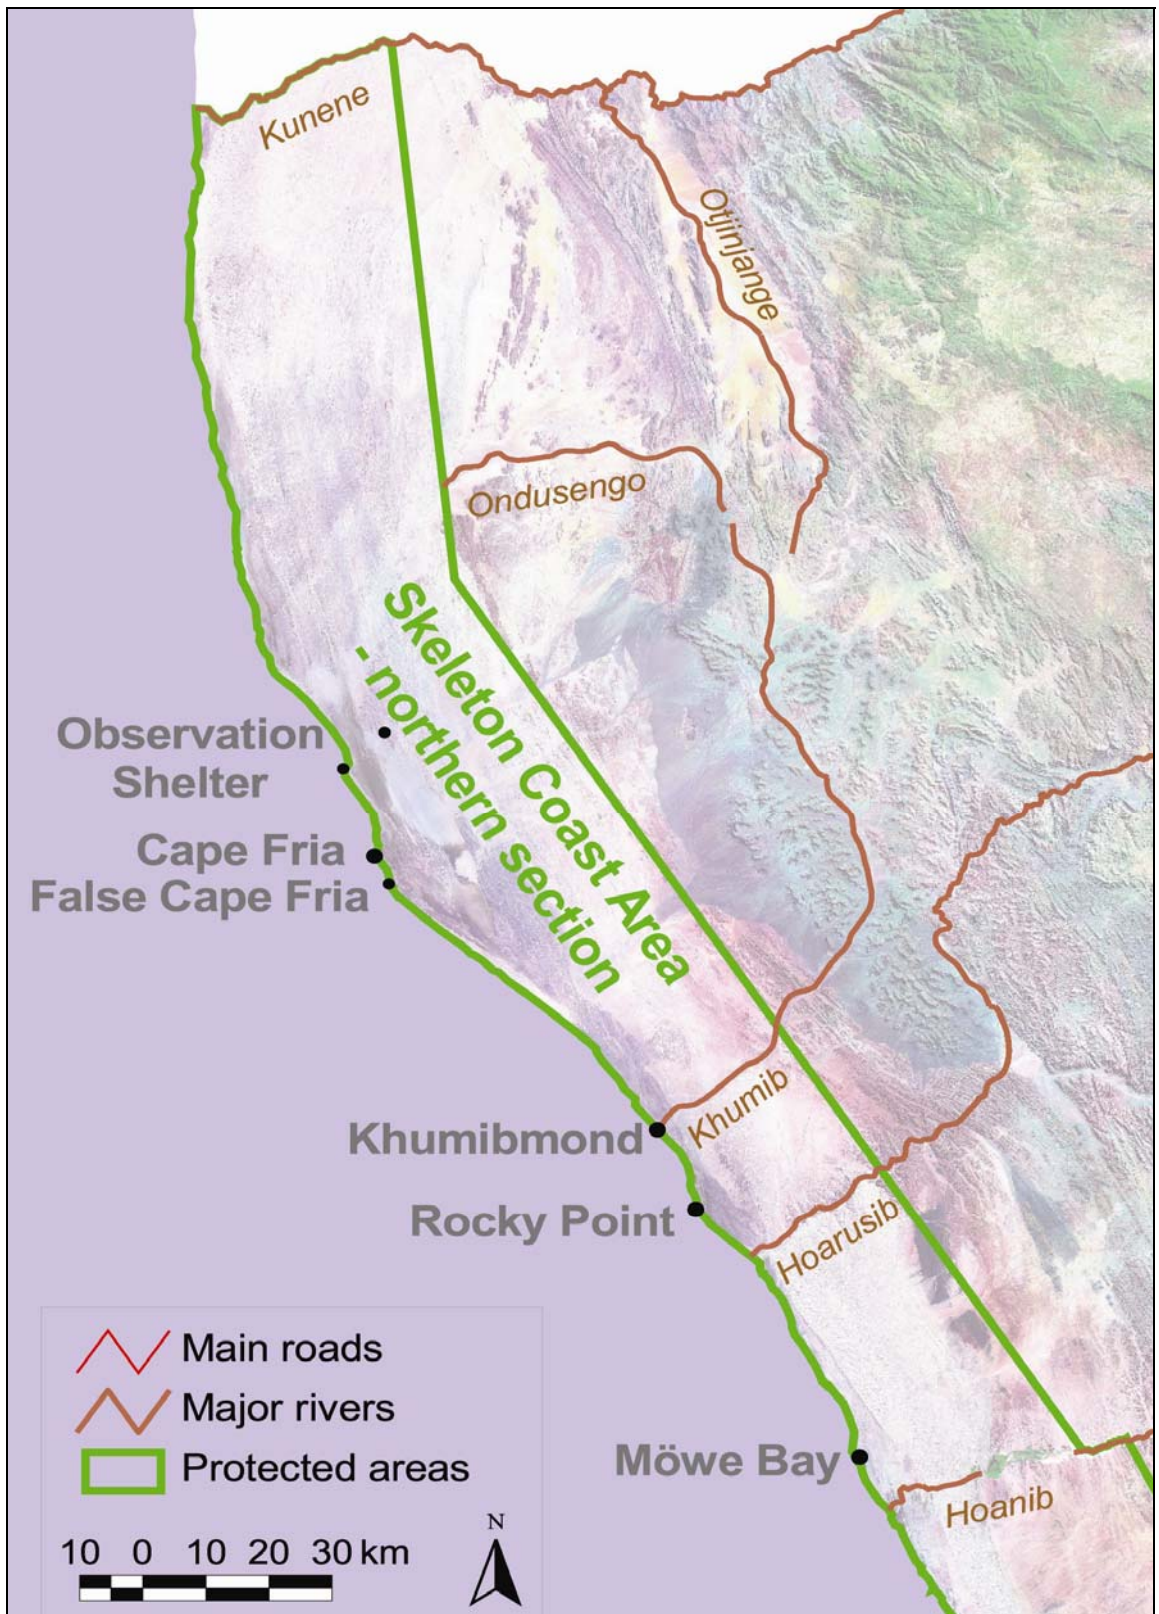 Kunene
Otjinjange
Ondusengo
Skeleton Coast Area
- northern section
Observation
Shelter
Cape Fria
False Cape Fria
Khumibmond
Khumib
Rocky Point
Hoarusib
Möwe Bay
Hoanib
Main roads
Major rivers
Protected areas
10 0 10 20 30 km
N